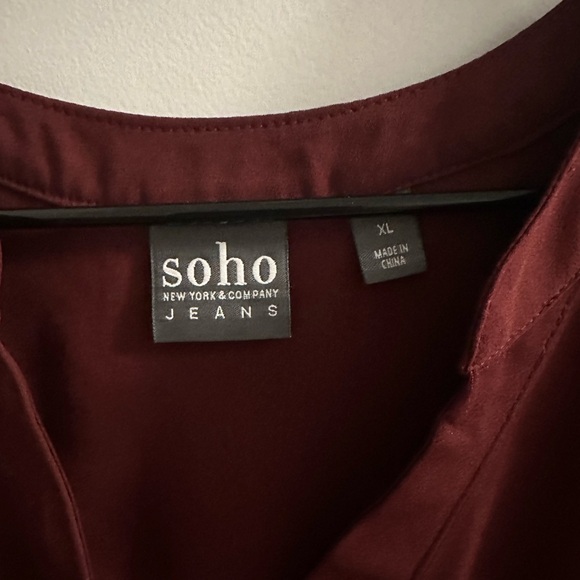 soho
NEW YORK & COMPANY
JEANS
XL
MADE IN
CHINA